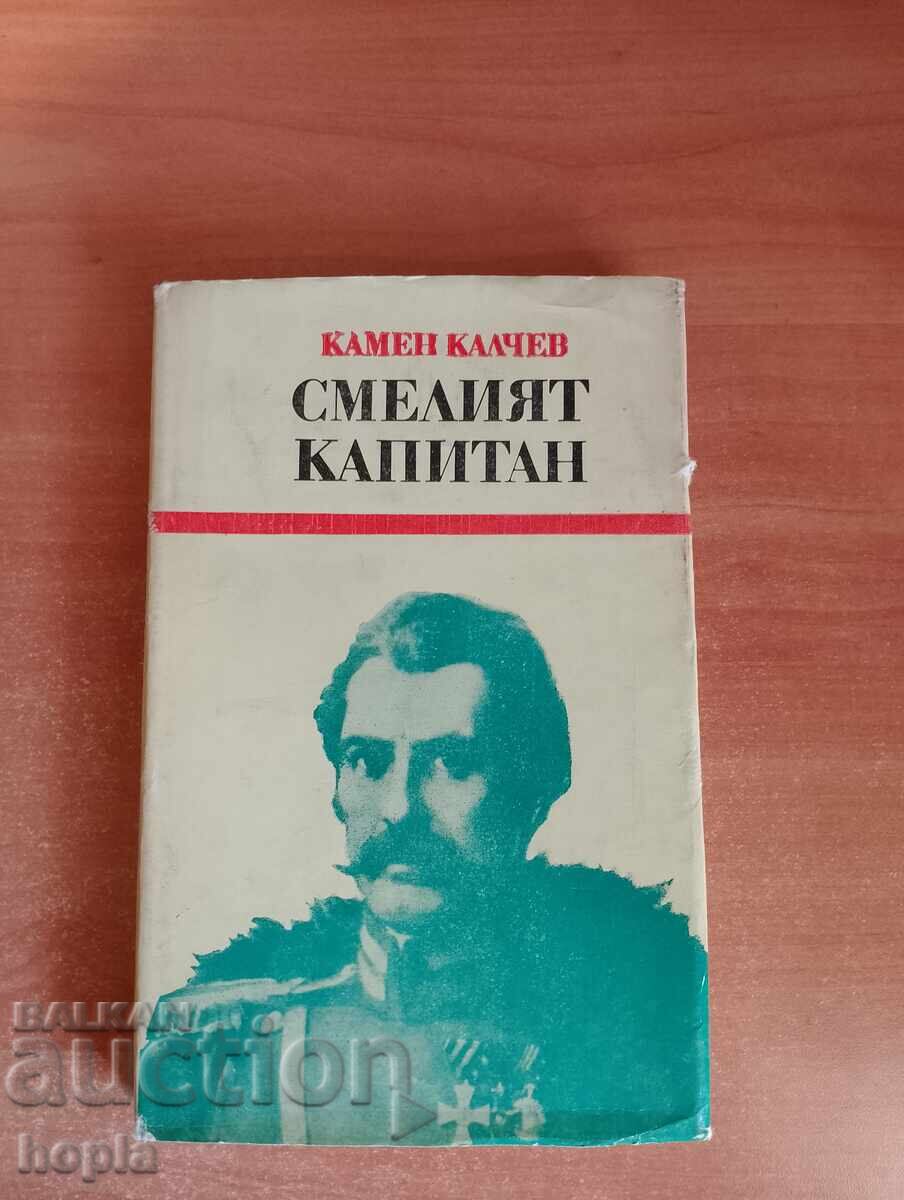 КАМЕН КАЛЧЕВ
СМЕЛИЯТ
КАПИТАН
BALKAN
auction
hopla